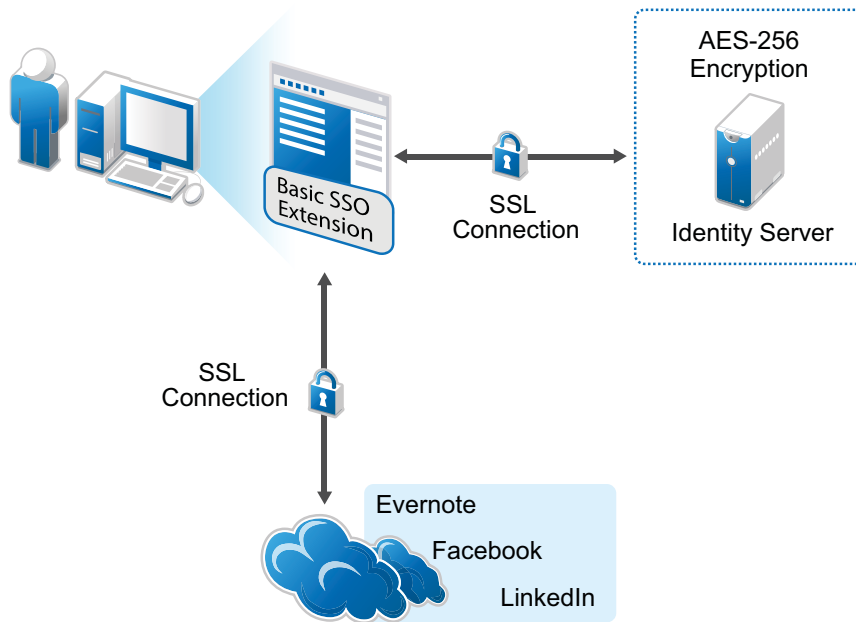 AES-256
Encryption
Basic SSO
Extension
SSL
Connection
Identity Server
SSL
Connection
Evernote
Facebook
LinkedIn